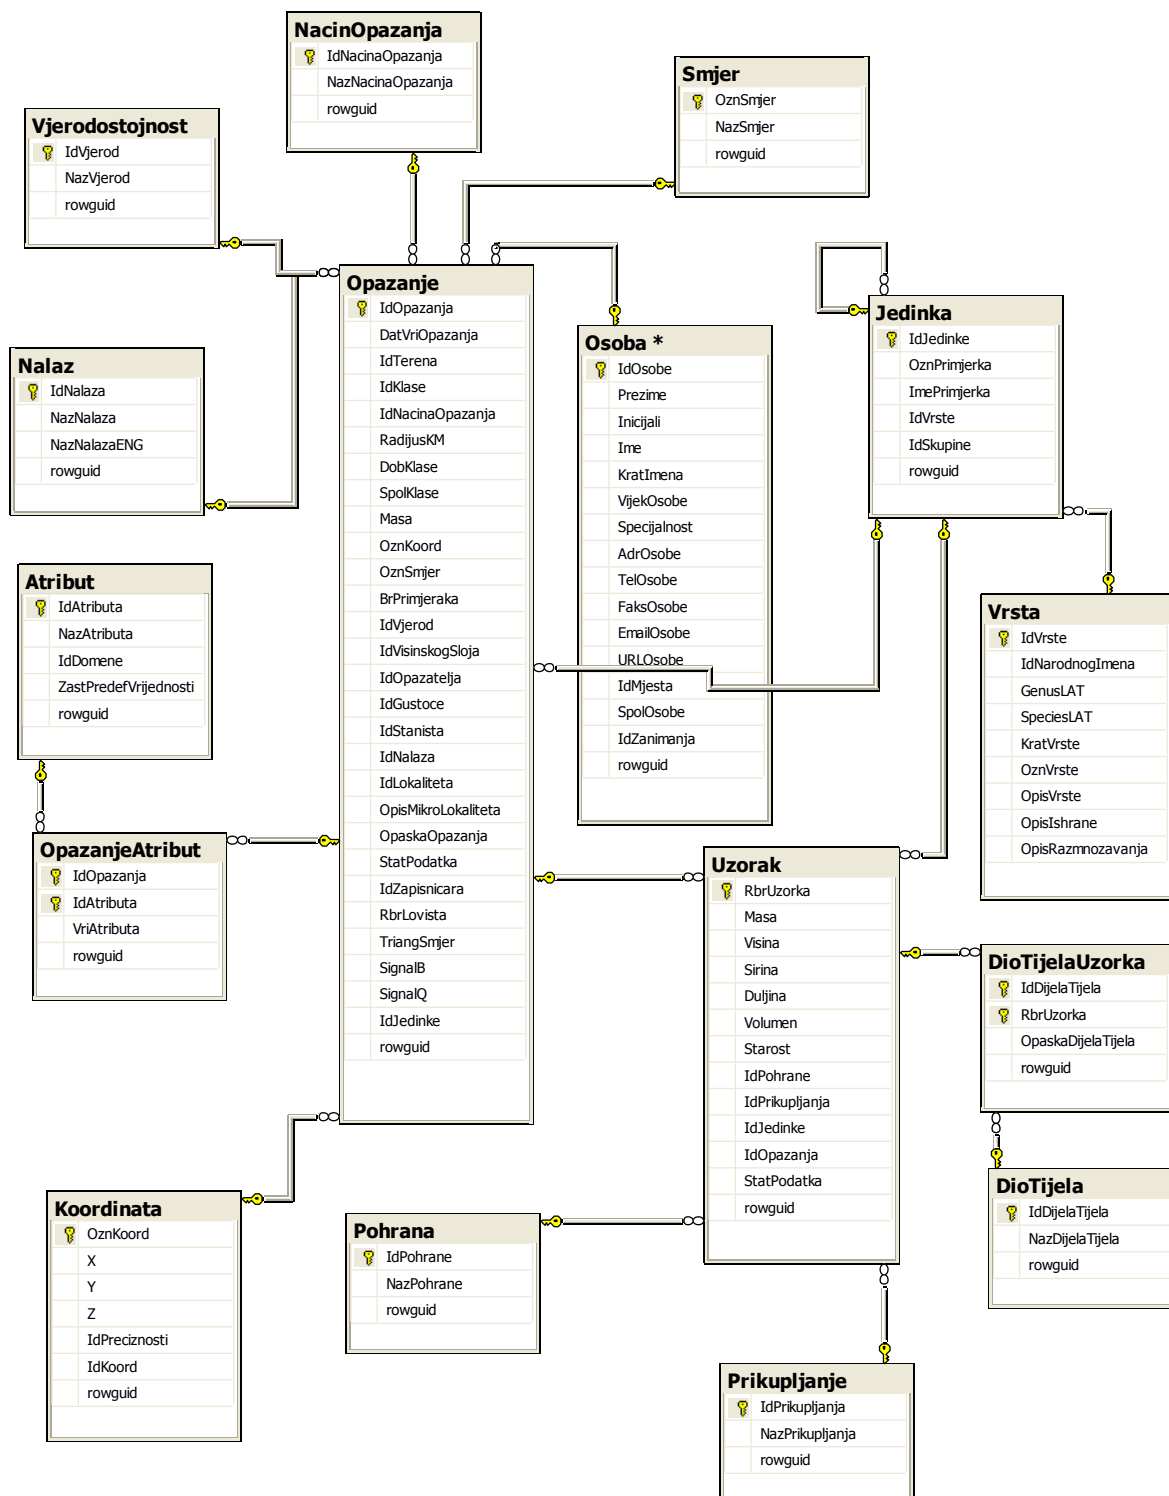 NacinOpazanja
IdNacinaOpazanja
NazNacinaOpazanja
rowguid
Smjer
OznSmjer
NazSmjer
rowguid
Vjerodostojnost
IdVjerod
NazVjerod
rowguid
Opazanje
IdOpazanja
DatVriOpazanja
IdTerena
IdKlase
IdNacinaOpazanja
RadijusKM
DobKlase
SpolKlase
Masa
OznKoord
OznSmjer
BrPrimjeraka
IdVjerod
IdVisinskogSloja
IdOpazatelja
IdGustoce
IdStanista
IdNalaza
IdLokaliteta
OpisMikroLokaliteta
OpaskaOpazanja
StatPodatka
IdZapisnicara
RbrLovista
TriangSmjer
SignalB
SignalQ
IdJedinke
rowguid
Osoba *
IdOsobe
Prezime
Inicijali
Ime
KratImena
VijekOsobe
Specijalnost
AdrOsobe
TelOsobe
FaksOsobe
EmailOsobe
URLOsobe
IdMjesta
SpolOsobe
IdZanimanja
rowguid
Jedinka
IdJedinke
OznPrimjerka
ImePrimjerka
IdVrste
IdSkupine
rowguid
Nalaz
IdNalaza
NazNalaza
NazNalazaENG
rowguid
Atribut
IdAtributa
NazAtributa
IdDomene
ZastPredefVrijednosti
rowguid
Vrsta
IdVrste
IdNarodnogImena
GenusLAT
SpeciesLAT
KratVrste
OznVrste
OpisVrste
OpisIshrane
OpisRazmnozavanja
OpazanjeAtribut
IdOpazanja
IdAtributa
VriAtributa
rowguid
Uzorak
RbrUzorka
Masa
Visina
Sirina
Duljina
Volumen
Starost
IdPohrane
IdPrikupljanja
IdJedinke
IdOpazanja
StatPodatka
rowguid
DioTijelaUzorka
IdDijelaTijela
RbrUzorka
OpaskaDijelaTijela
rowguid
DioTijela
IdDijelaTijela
NazDijelaTijela
rowguid
Koordinata
OznKoord
X
Y
Z
IdPreciznosti
IdKoord
rowguid
Pohrana
IdPohrane
NazPohrane
rowguid
Prikupljanje
IdPrikupljanja
NazPrikupljanja
rowguid